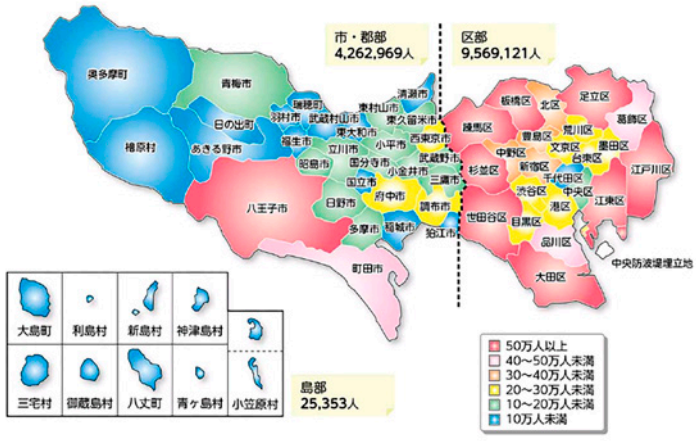 市・郡部
4,262,969人
区部
9,569,121人
奥多摩町
青梅市
瑞穂町
清瀬市
東村山市
羽村市
武蔵村山市
東久留米市
日の出町
東大和市
福生市
西東京市
檜原村
あきる野市
立川市
小平市
昭島市
国分寺市
武蔵野市
小金井市
三鷹市
国立市
日野市
府中市
調布市
八王子市
多摩市
稲城市
狛江市
町田市
板橋区
北区
足立区
葛飾区
練馬区
豊島区
荒川区
文京区
墨田区
台東区
中野区
新宿区
杉並区
千代田区
江戸川区
渋谷区
中央区
港区
江東区
世田谷区
目黒区
品川区
大田区
中央防波堤埋立地
大島町
利島村
新島村
神津島村
三宅村
御蔵島村
八丈町
青ヶ島村
小笠原村
島部
25,353人
50万人以上
40～50万人未満
30～40万人未満
20～30万人未満
10～20万人未満
10万人未満